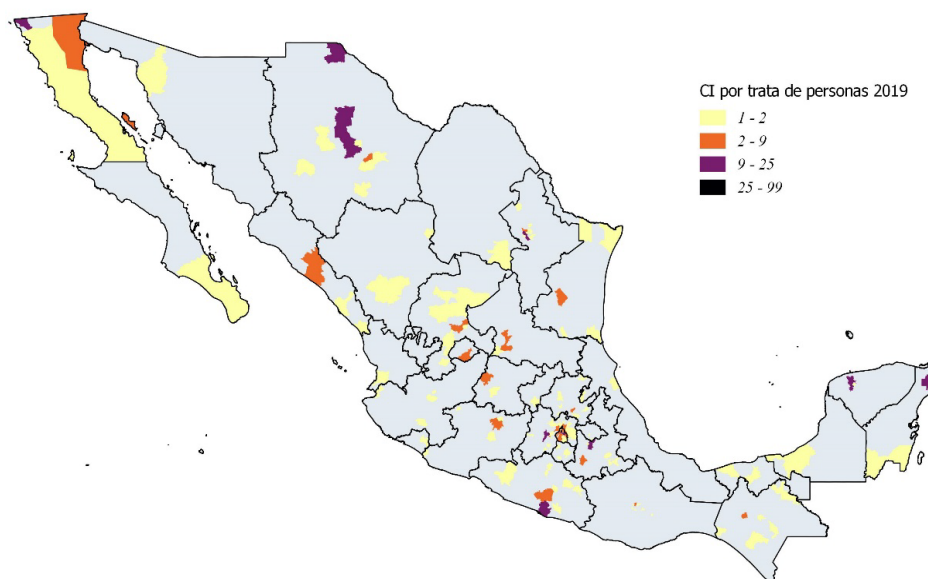 CI por trata de personas 2019
1 - 2
2 - 9
9 - 25
25 - 99